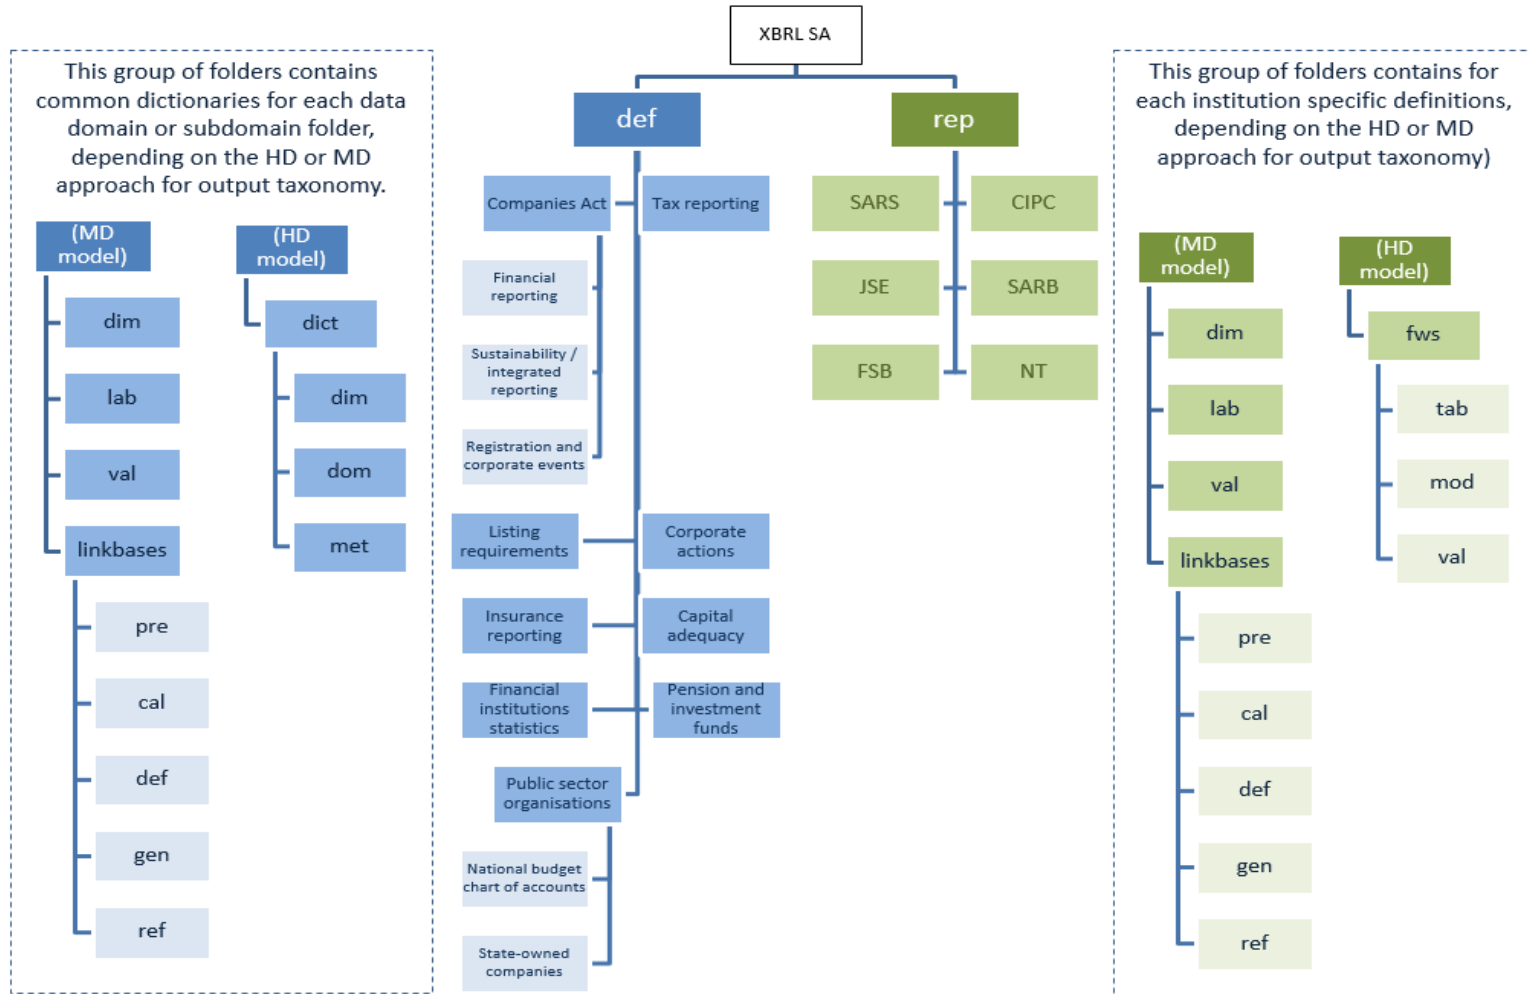 XBRL SA
This group of folders contains
common dictionaries for each data
domain or subdomain folder,
depending on the HD or MD
approach for output taxonomy.
(MD
model)
dim
lab
val
linkbases
pre
cal
def
gen
ref
(HD
model)
dict
dim
dom
met
def
Companies Act
Tax reporting
Financial
reporting
Sustainability /
integrated
reporting
Registration and
corporate events
Listing
requirements
Corporate
actions
Insurance
reporting
Capital
adequacy
Financial
institutions
statistics
Pension and
investment
funds
Public sector
organisations
National budget
chart of accounts
State-owned
companies
rep
SARS
CIPC
JSE
SARB
FSB
NT
This group of folders contains for
each institution specific definitions,
depending on the HD or MD
approach for output taxonomy)
(MD
model)
dim
lab
val
linkbases
pre
cal
def
gen
ref
(HD
model)
fws
tab
mod
val